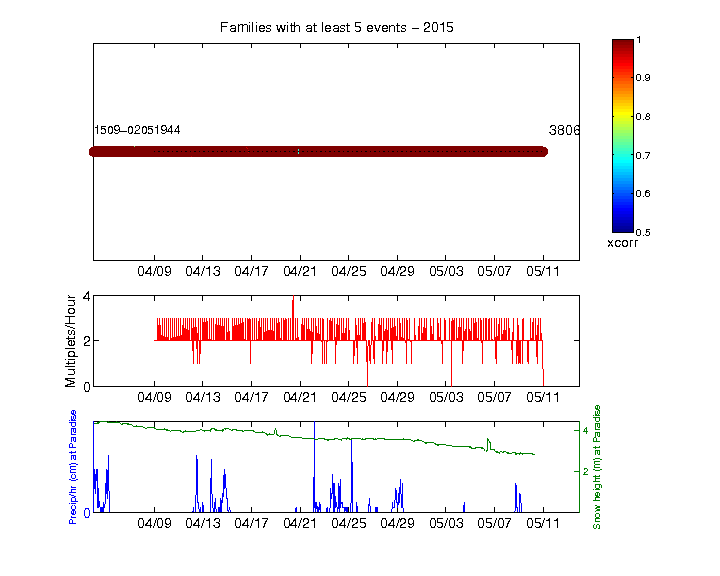 Families with at least 5 events − 2015
1509−02051944
3806
04/09 04/13 04/17 04/21 04/25 04/29 05/03 05/07 05/11
1
0.9
0.8
0.7
0.6
0.5
xcorr
Multiplets/Hour
4
2
0
04/09 04/13 04/17 04/21 04/25 04/29 05/03 05/07 05/11
Precip/hr (cm) at Paradise
0
4
2
Snow height (m) at Paradise
04/09 04/13 04/17 04/21 04/25 04/29 05/03 05/07 05/11